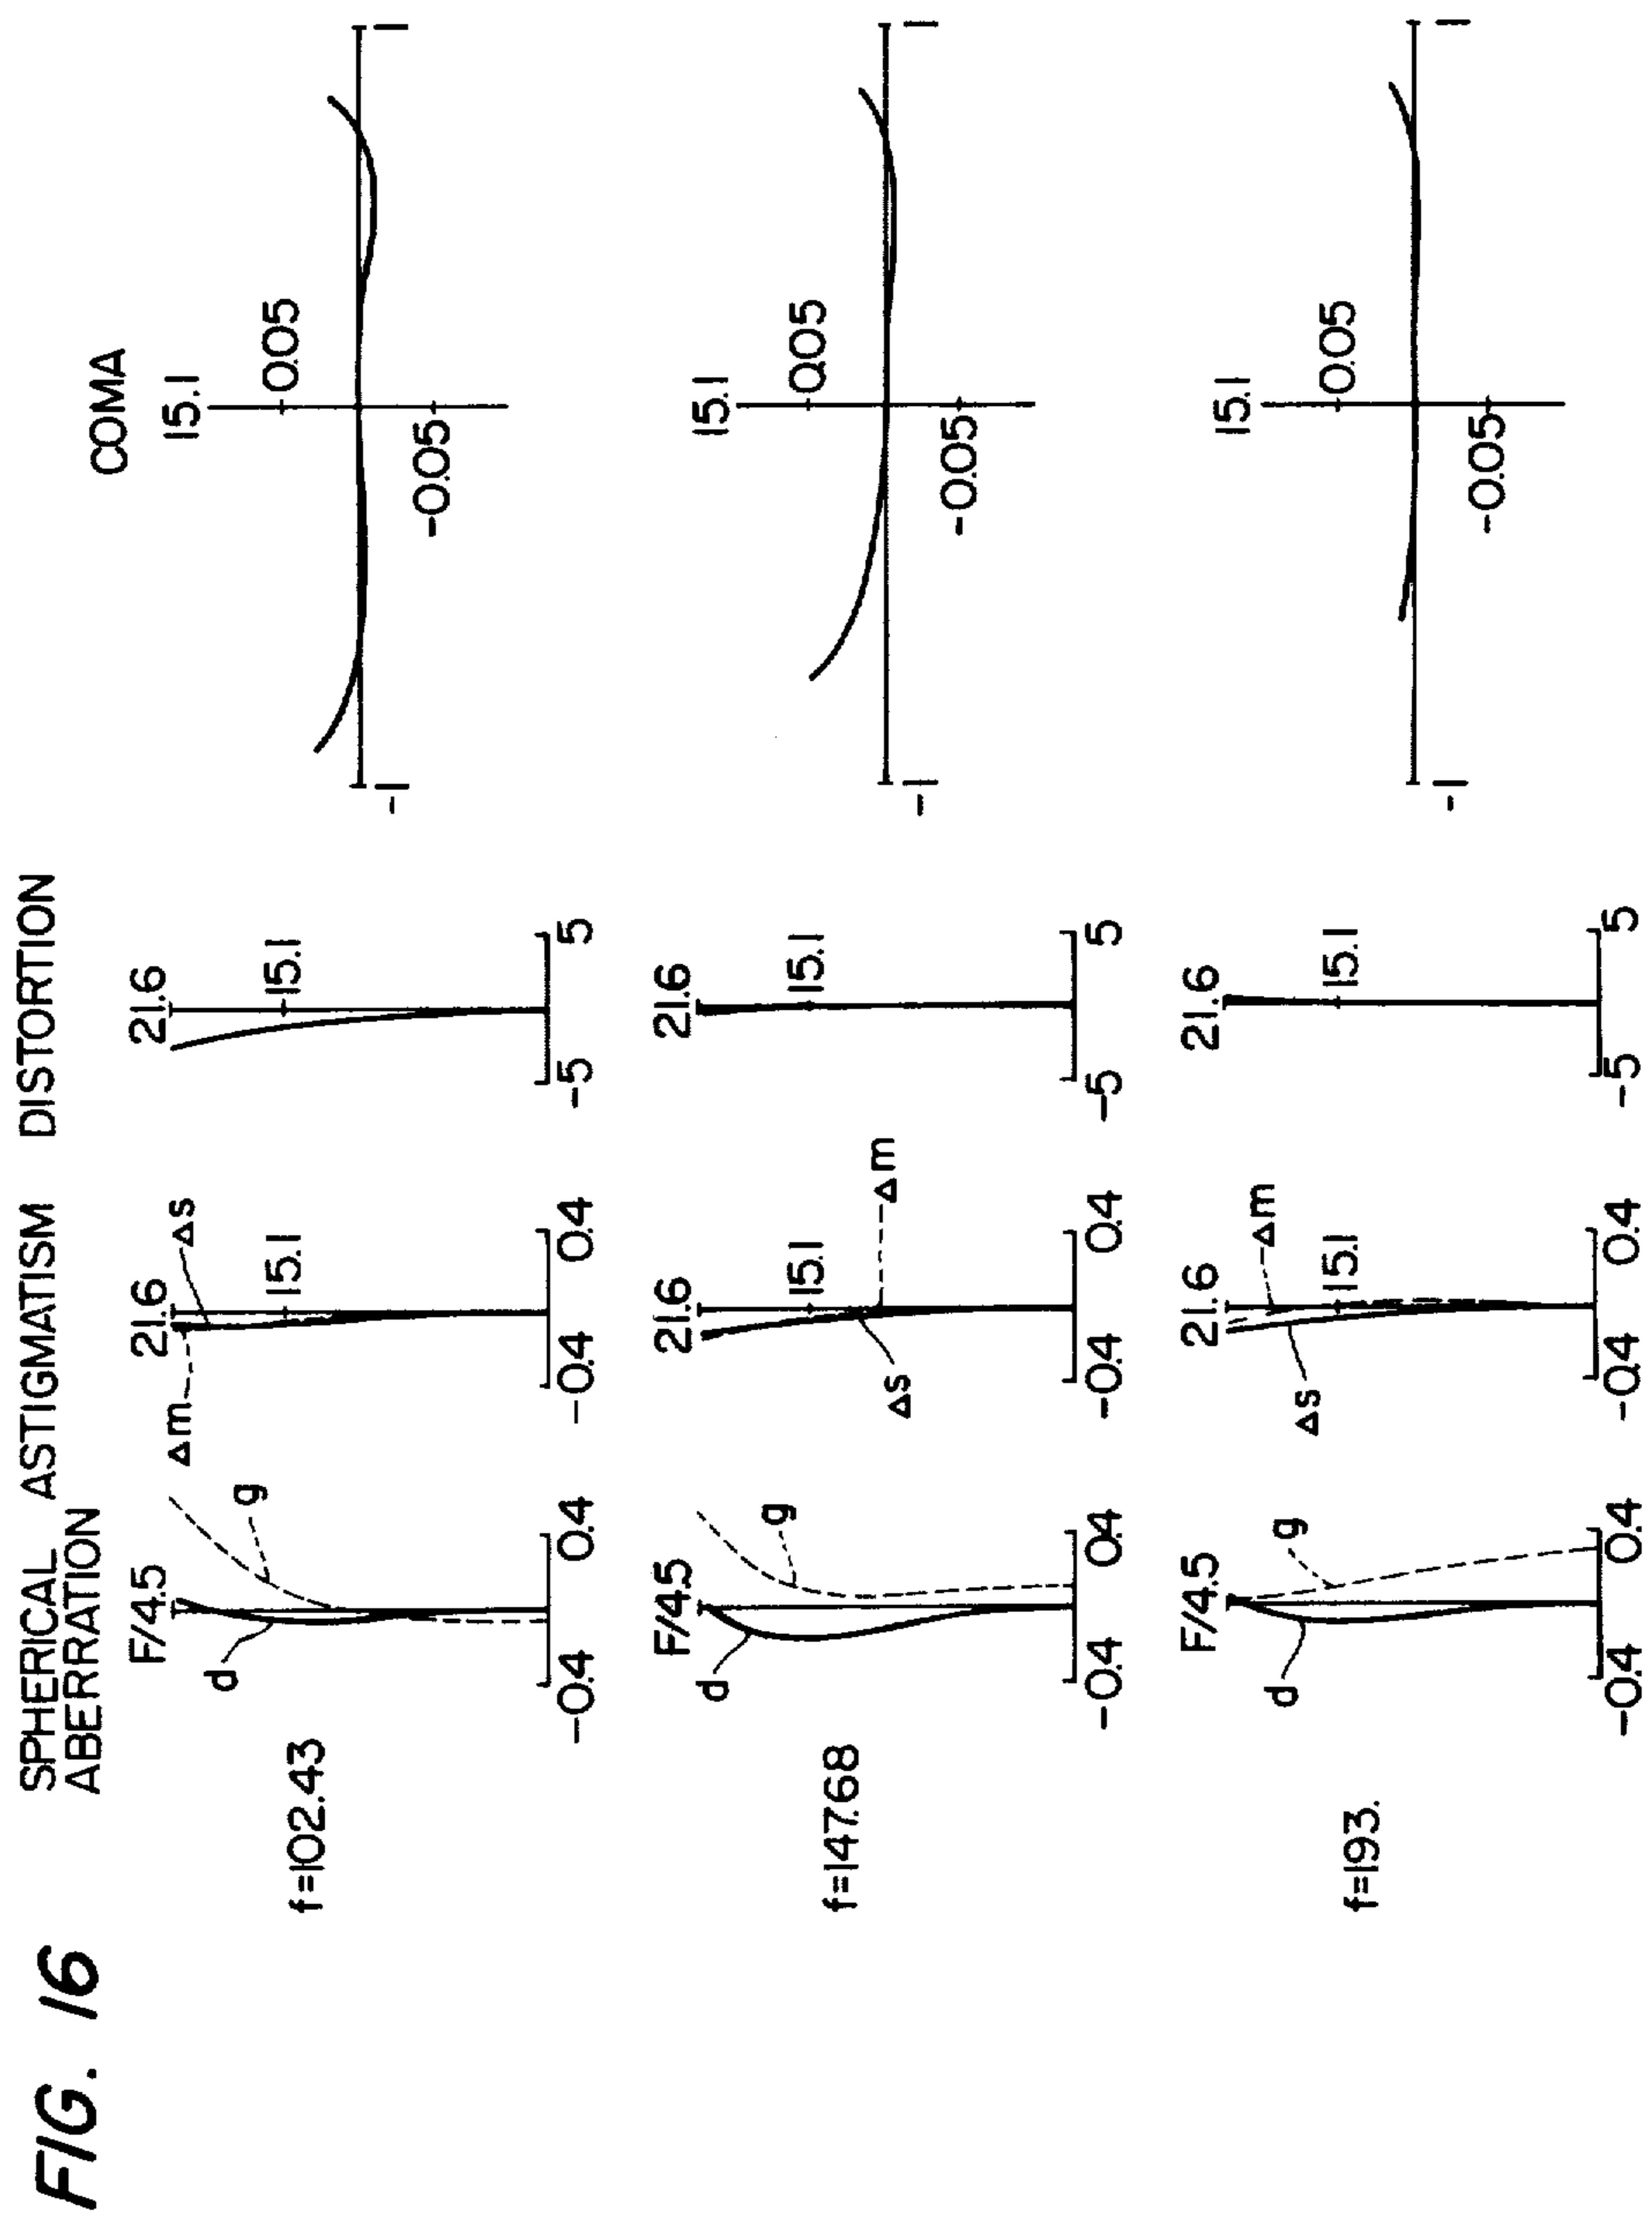 FIG. 16
SPHERICAL ABERRATION
ASTIGMATISM
DISTORTION
COMA
f=102.43
F/4.5
d
g
-0.4
0.4
21.6
Δm
Δs
15.1
-0.4
0.4
21.6
15.1
-5
5
15.1
0.05
-0.05
-1
1
f=147.68
F/4.5
d
g
-0.4
0.4
21.6
15.1
Δs
Δm
-0.4
0.4
21.6
15.1
-5
5
15.1
0.05
-0.05
-1
1
f=193.
F/4.5
d
g
-0.4
0.4
21.6
Δm
15.1
Δs
-0.4
0.4
21.6
15.1
-5
5
15.1
0.05
-0.05
-1
1